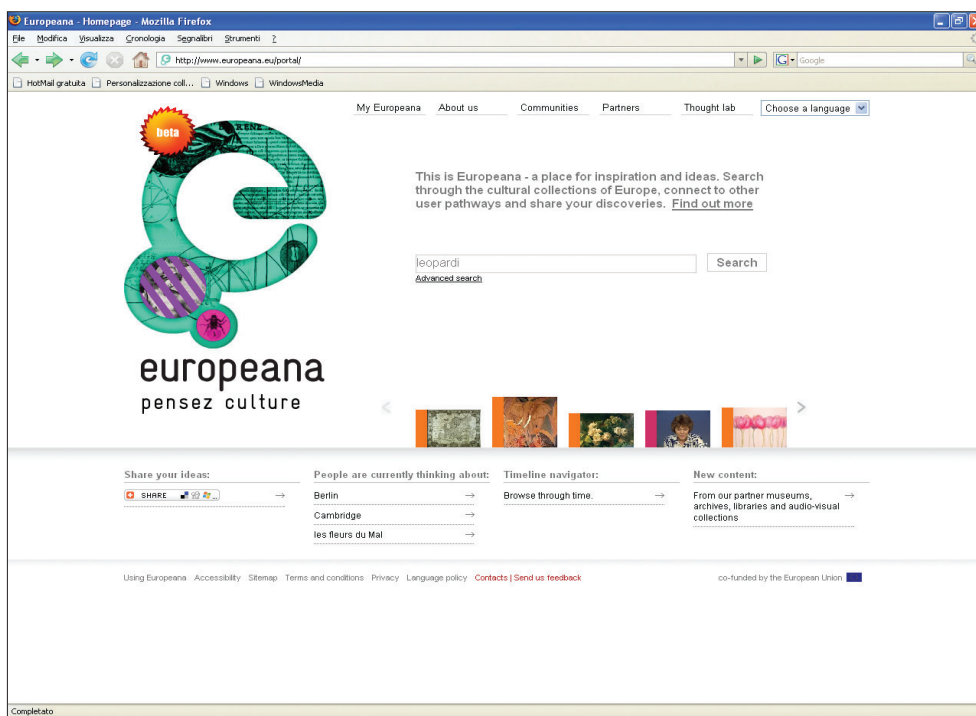 Europeana - Homepage - Mozilla Firefox
File Modifica Visualizza Cronologia Segnalibri Strumenti ?
http://www.europeana.eu/portal/
Google
HotMail gratuita Personalizzazione coll... Windows WindowsMedia
My Europeana About us Communities Partners Thought lab Choose a language
beta
This is Europeana - a place for inspiration and ideas. Search
through the cultural collections of Europe, connect to other
user pathways and share your discoveries. Find out more
leopardi
Search
Advanced search
europeana
pensez culture
Share your ideas:
SHARE
People are currently thinking about:
Berlin
Cambridge
les fleurs du Mal
Timeline navigator:
Browse through time.
New content:
From our partner museums,
archives, libraries and audio-visual
collections
Using Europeana Accessibility Sitemap Terms and conditions Privacy Language policy Contacts | Send us feedback
co-funded by the European Union
Completato